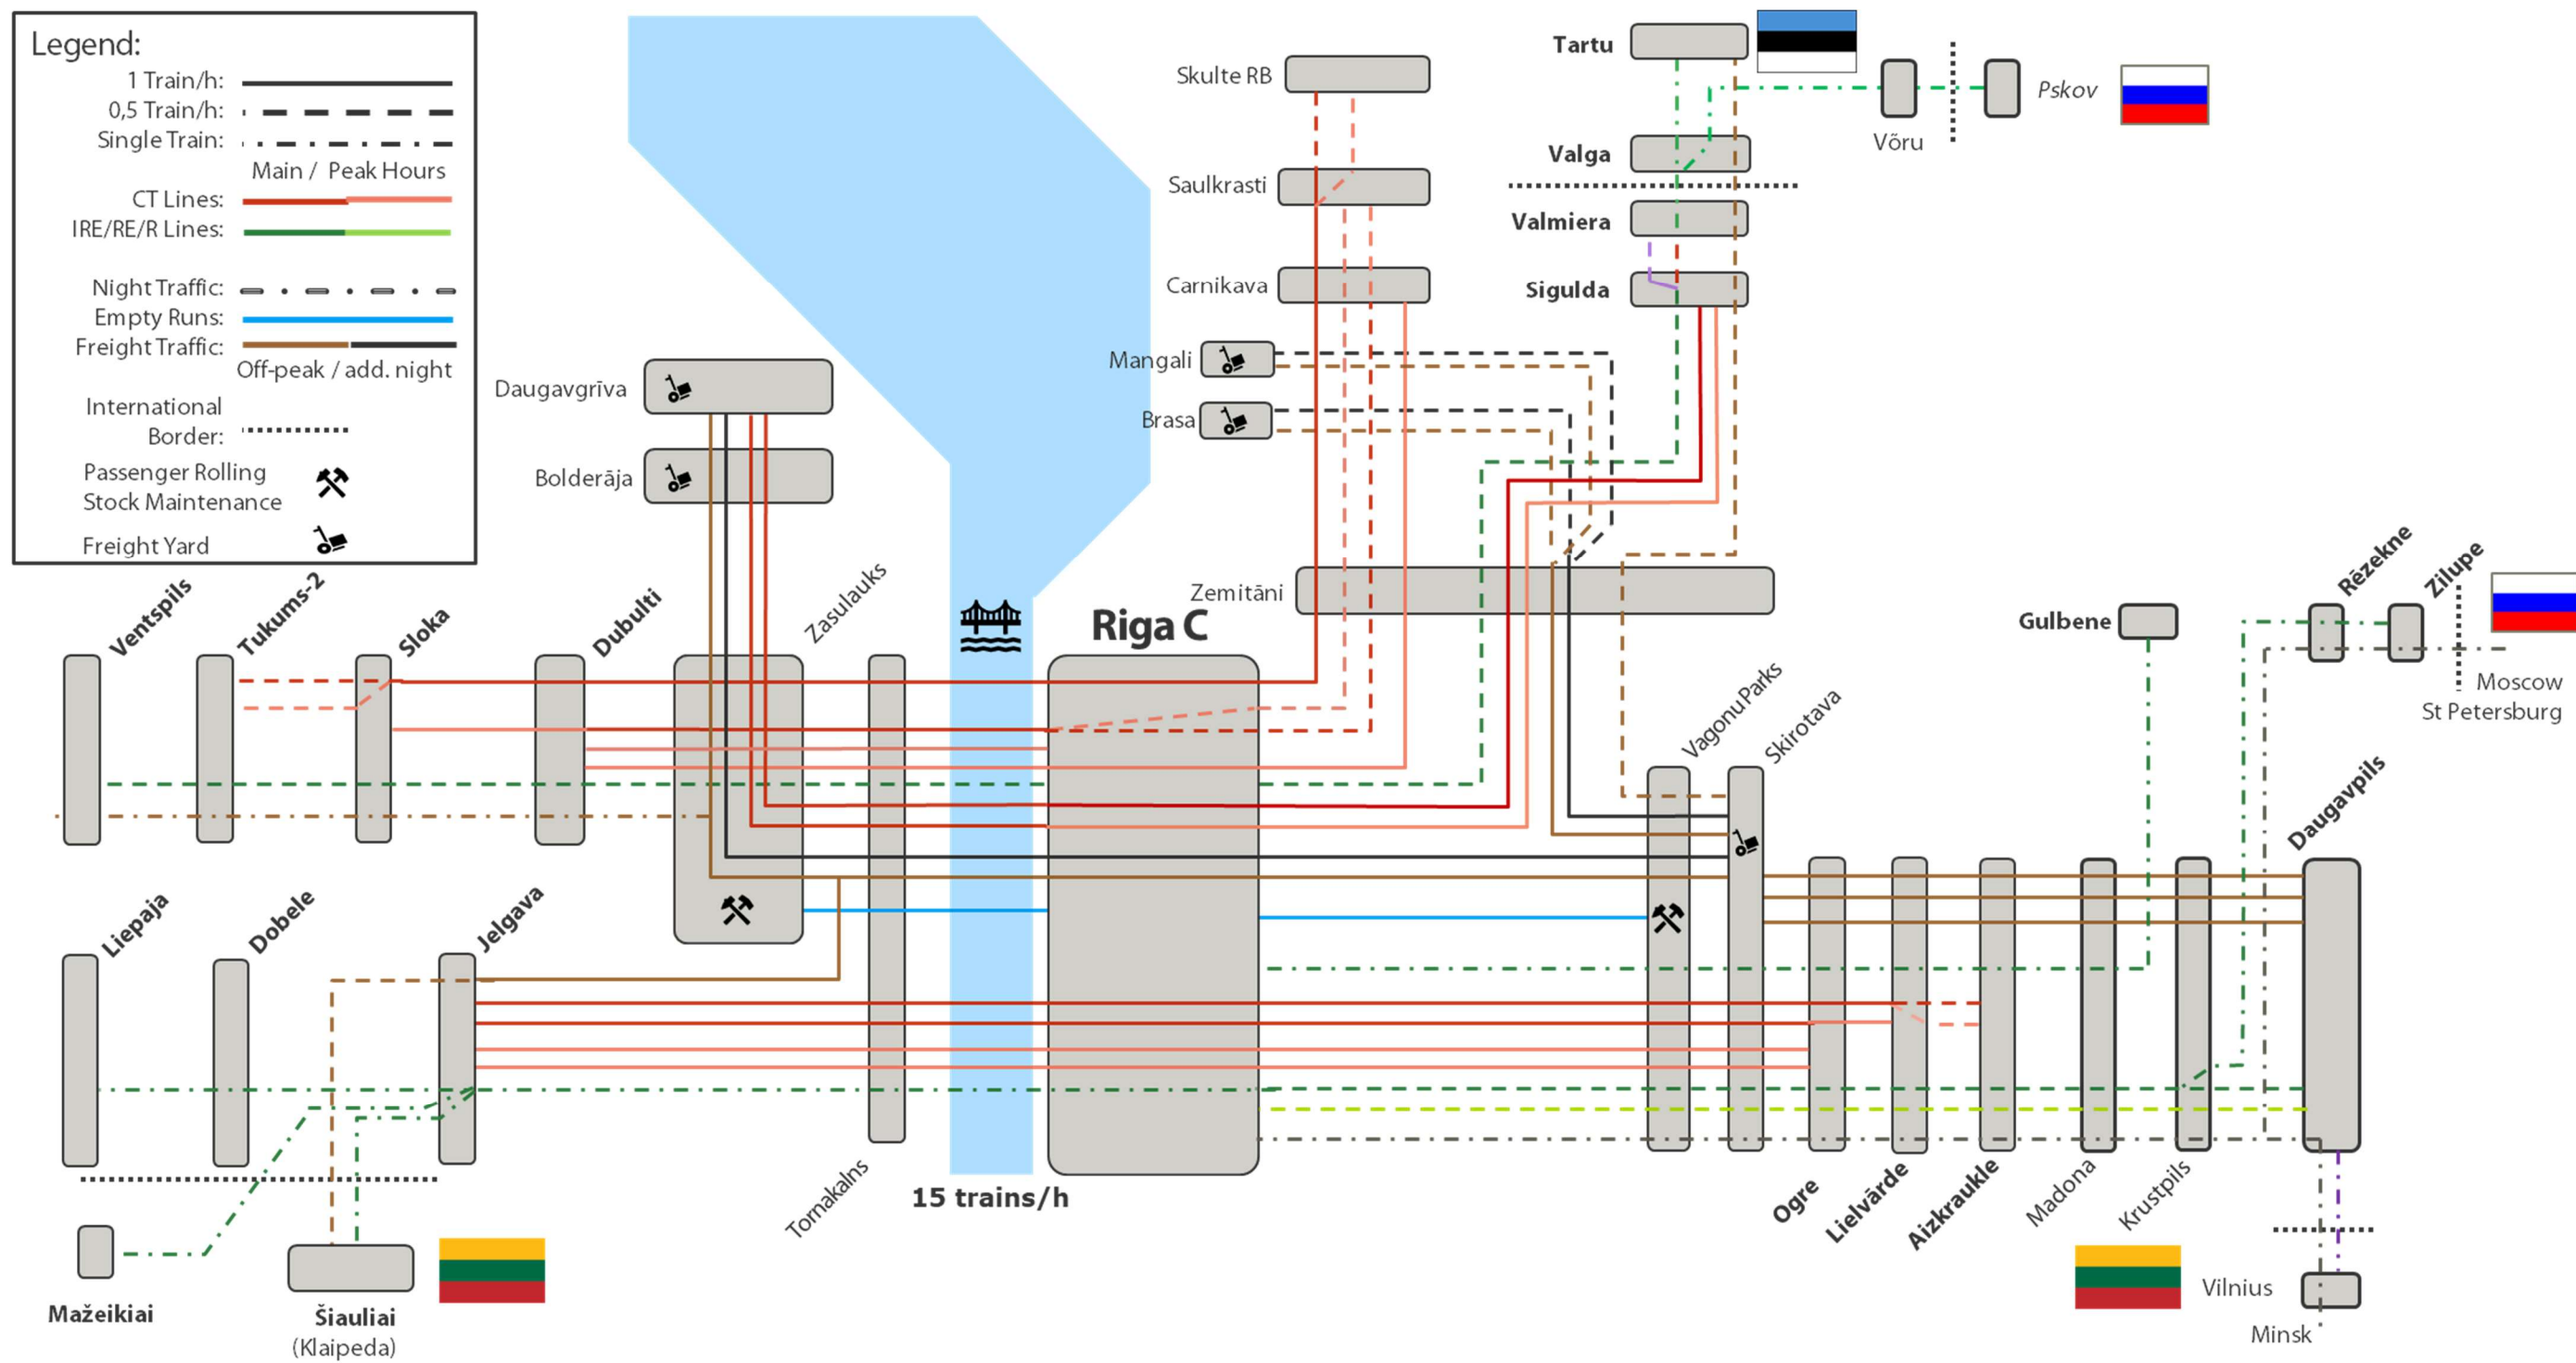 Legend:
1 Train/h:
0,5 Train/h:
Single Train:
Main / Peak Hours
CT Lines:
IRE/RE/R Lines:
Night Traffic:
Empty Runs:
Freight Traffic:
Off-peak / add. night
International
Border:
Passenger Rolling
Stock Maintenance
Freight Yard
Skulte RB
Saulkrasti
Carnikava
Mangali
Brasa
Zemitāni
Tartu
Valga
Valmiera
Sigulda
Võru
Pskov
Daugavgrīva
Bolderāja
Ventspils
Tukums-2
Sloka
Dubulti
Zasulauks
Riga C
VagonuParks
Skirotava
Gulbene
Rēzekne
Zilupe
Moscow
St Petersburg
Daugavpils
Liepaja
Dobele
Jelgava
Tornakalns
15 trains/h
Ogre
Lielvārde
Aizkraukle
Madona
Krustpils
Mažeikiai
Šiauliai
(Klaipeda)
Vilnius
Minsk